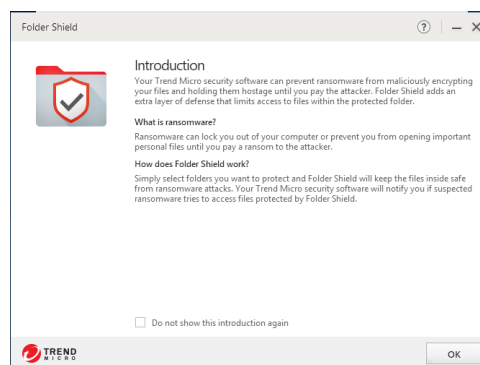 Folder Shield
Introduction
Your Trend Micro security software can prevent ransomware from maliciously encrypting
your files and holding them hostage until you pay the attacker. Folder Shield adds an
extra layer of defense that limits access to files within the protected folder.
What is ransomware?
Ransomware can lock you out of your computer or prevent you from opening important
personal files until you pay a ransom to the attacker.
How does Folder Shield work?
Simply select folders you want to protect and Folder Shield will keep the files inside safe
from ransomware attacks. Your Trend Micro security software will notify you if suspected
ransomware tries to access files protected by Folder Shield.
Do not show this introduction again
TREND
MICRO
OK